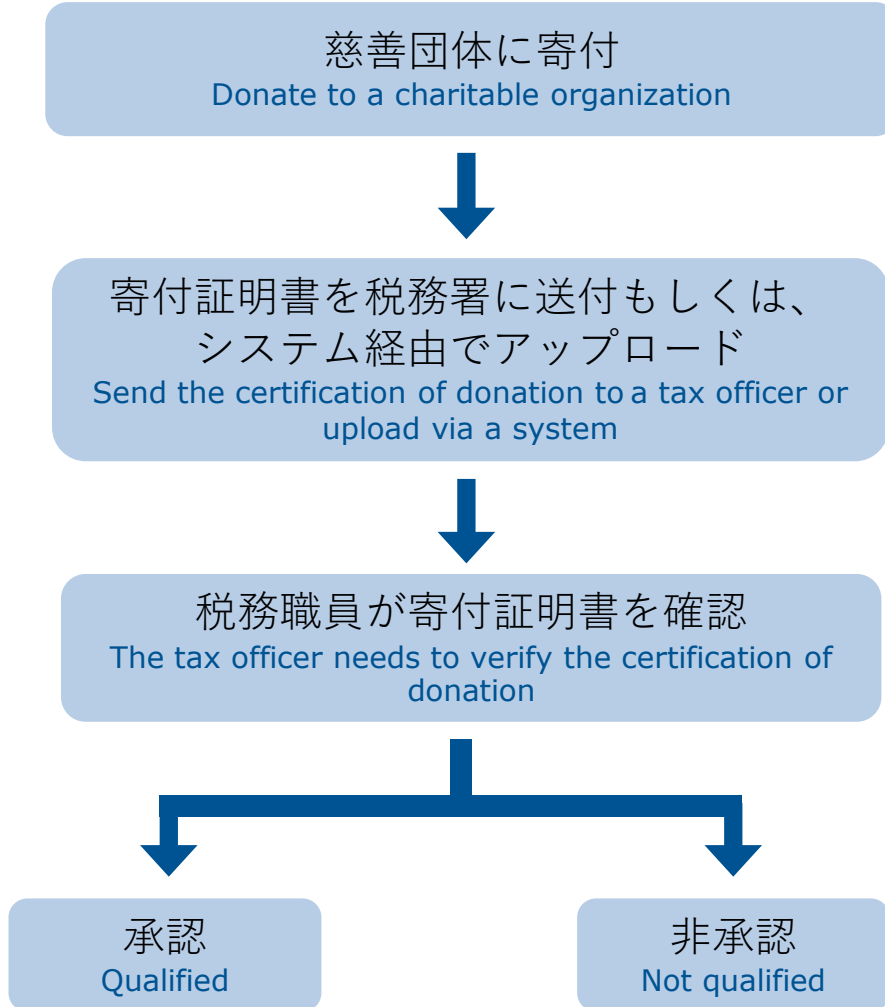 慈善団体に寄付
Donate to a charitable organization
寄付証明書を税務署に送付もしくは、
システム経由でアップロード
Send the certification of donation to a tax officer or
upload via a system
税務職員が寄付証明書を確認
The tax officer needs to verify the certification of
donation
承認
Qualified
非承認
Not qualified